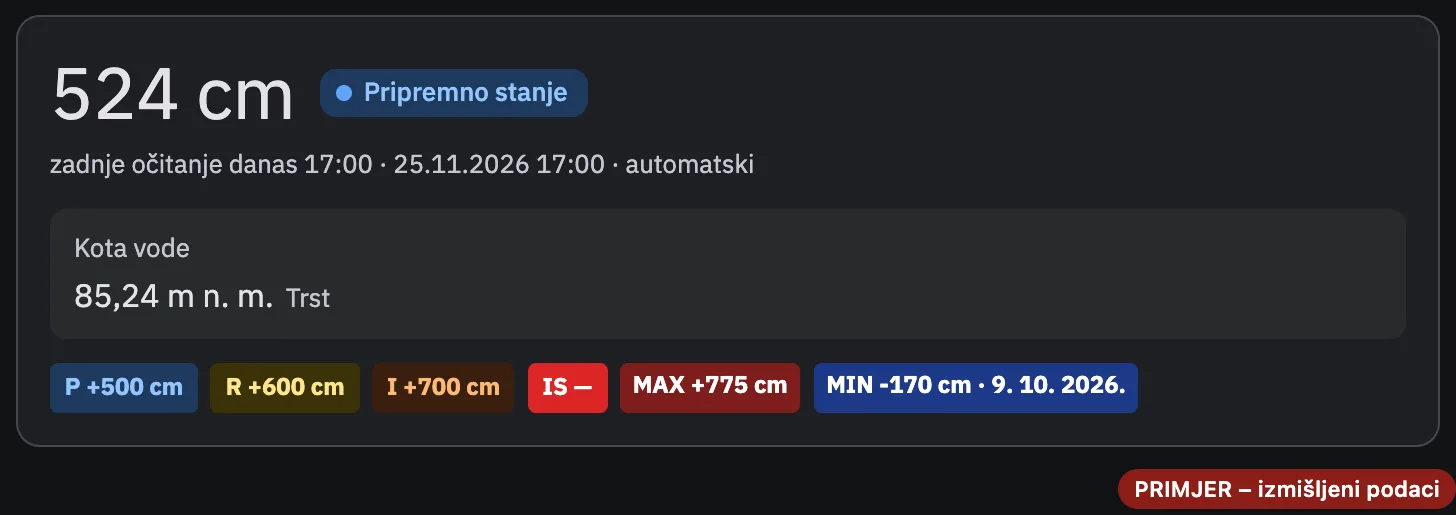 524 cm Pripremno stanje
zadnje očitanje danas 17:00 · 25.11.2026 17:00 · automatski
Kota vode
85,24 m n. m. Trst
P +500 cm R +600 cm I +700 cm IS — MAX +775 cm MIN -170 cm · 9. 10. 2026.
PRIMJER – izmišljeni podaci